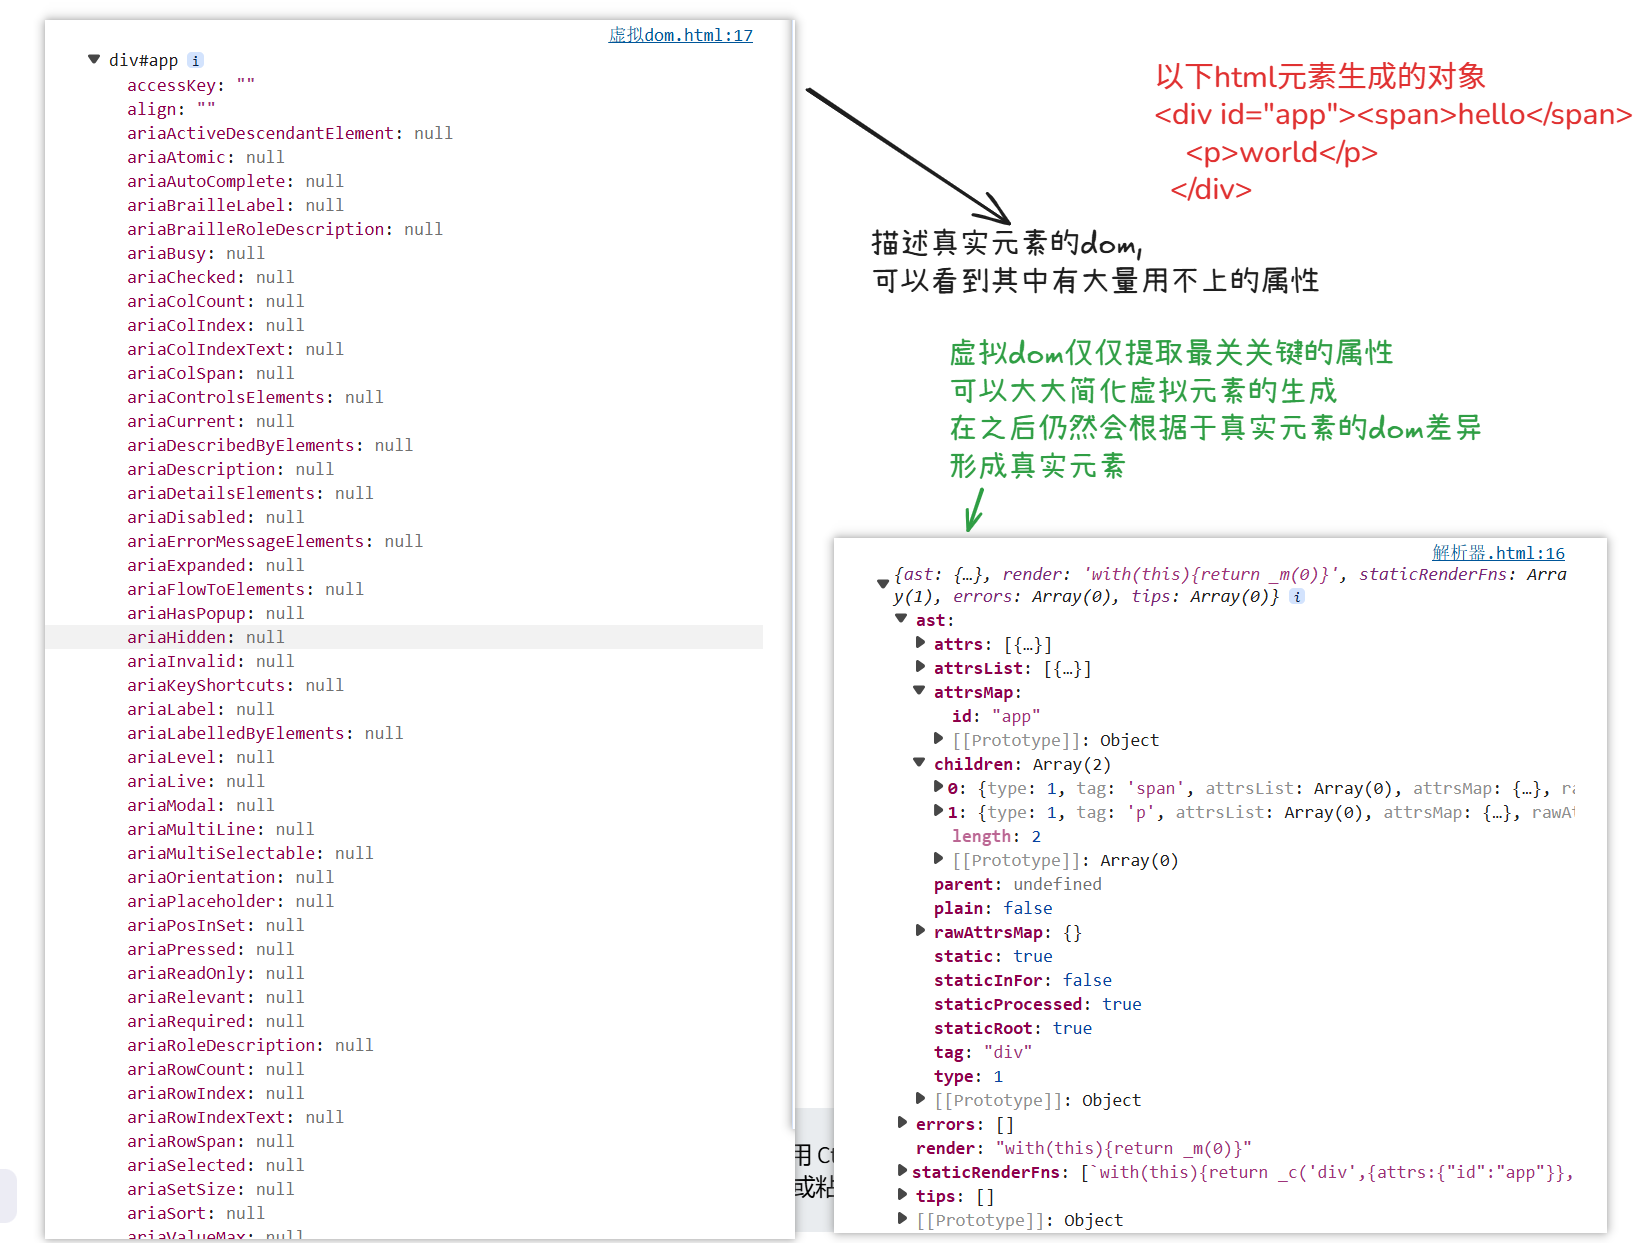 虚拟dom.html:17
div#app i
accessKey: ""
align: ""
ariaActiveDescendantElement: null
ariaAtomic: null
ariaAutoComplete: null
ariaBrailleLabel: null
ariaBrailleRoleDescription: null
ariaBusy: null
ariaChecked: null
ariaColCount: null
ariaColIndex: null
ariaColIndexText: null
ariaColSpan: null
ariaControlsElements: null
ariaCurrent: null
ariaDescribedByElements: null
ariaDescription: null
ariaDetailsElements: null
ariaDisabled: null
ariaErrorMessageElements: null
ariaExpanded: null
ariaFlowToElements: null
ariaHasPopup: null
ariaHidden: null
ariaInvalid: null
ariaKeyShortcuts: null
ariaLabel: null
ariaLabelledByElements: null
ariaLevel: null
ariaLive: null
ariaModal: null
ariaMultiLine: null
ariaMultiSelectable: null
ariaOrientation: null
ariaPlaceholder: null
ariaPosInSet: null
ariaPressed: null
ariaReadOnly: null
ariaRelevant: null
ariaRequired: null
ariaRoleDescription: null
ariaRowCount: null
ariaRowIndex: null
ariaRowIndexText: null
ariaRowSpan: null
ariaSelected: null
ariaSetSize: null
ariaSort: null
ariaValueMax: null
以下html元素生成的对象
<div id="app"><span>hello</span>
<p>world</p>
</div>
描述真实元素的dom,
可以看到其中有大量用不上的属性
虚拟dom仅仅提取最关关键的属性
可以大大简化虚拟元素的生成
在之后仍然会根据于真实元素的dom差异
形成真实元素
解析器.html:16
{ast: {…}, render: 'with(this){return _m(0)}', staticRenderFns: Arra
y(1), errors: Array(0), tips: Array(0)} i
ast:
attrs: [{…}]
attrsList: [{…}]
attrsMap:
id: "app"
[[Prototype]]: Object
children: Array(2)
0: {type: 1, tag: 'span', attrsList: Array(0), attrsMap: {…}, ra
1: {type: 1, tag: 'p', attrsList: Array(0), attrsMap: {…}, rawAt
length: 2
[[Prototype]]: Array(0)
parent: undefined
plain: false
rawAttrsMap: {}
static: true
staticInFor: false
staticProcessed: true
staticRoot: true
tag: "div"
type: 1
[[Prototype]]: Object
errors: []
render: "with(this){return _m(0)}"
staticRenderFns: [`with(this){return _c('div',{attrs:{"id":"app"}},
tips: []
[[Prototype]]: Object
用 Ct
或粘